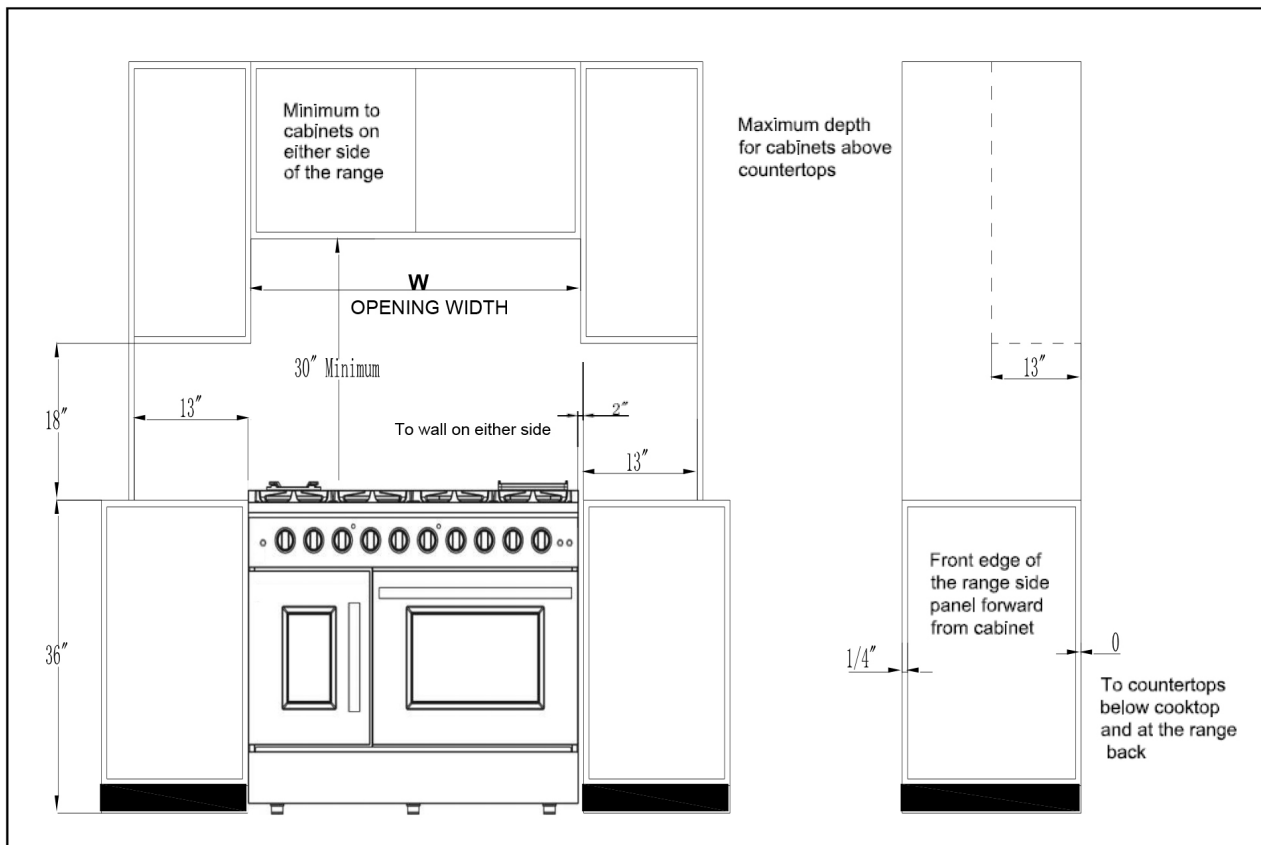 Minimum to
cabinets on
either side
of the range
Maximum depth
for cabinets above
countertops
W
OPENING WIDTH
30" Minimum
13"
18"
13"
2"
To wall on either side
13"
Front edge of
the range side
panel forward
from cabinet
36"
1/4"
0
To countertops
below cooktop
and at the range
back